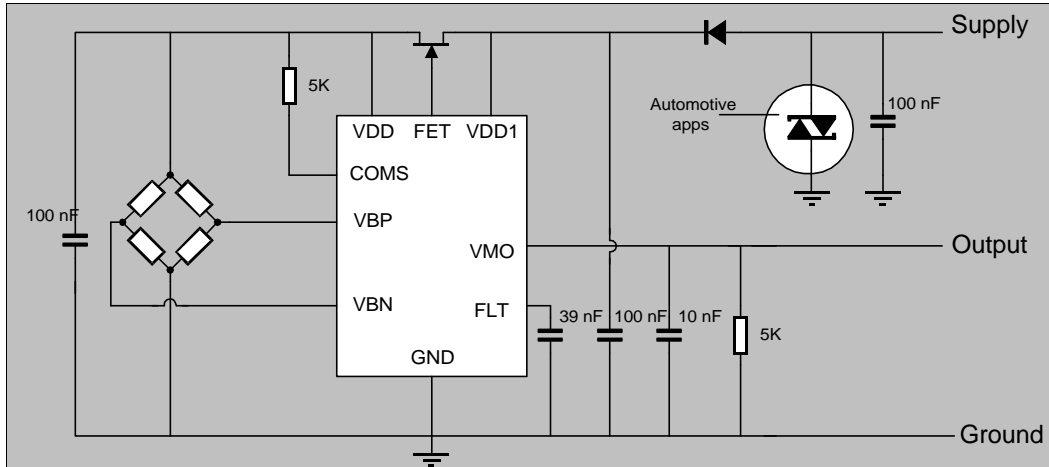 Supply
5K
Automotive
apps
100 nF
VDD
FET
VDD1
COMS
100 nF
VBP
VMO
Output
VBN
FLT
39 nF
100 nF
10 nF
5K
GND
Ground